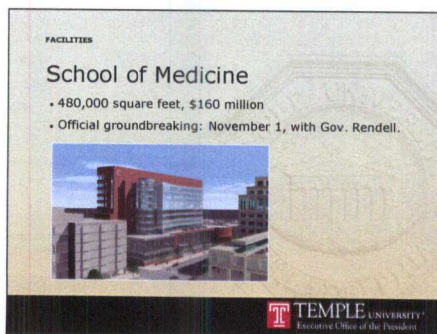 FACILITIES
School of Medicine
• 480,000 square feet, $160 million
• Official groundbreaking: November 1, with Gov. Rendell.
TEMPLE UNIVERSITY®
Executive Office of the President